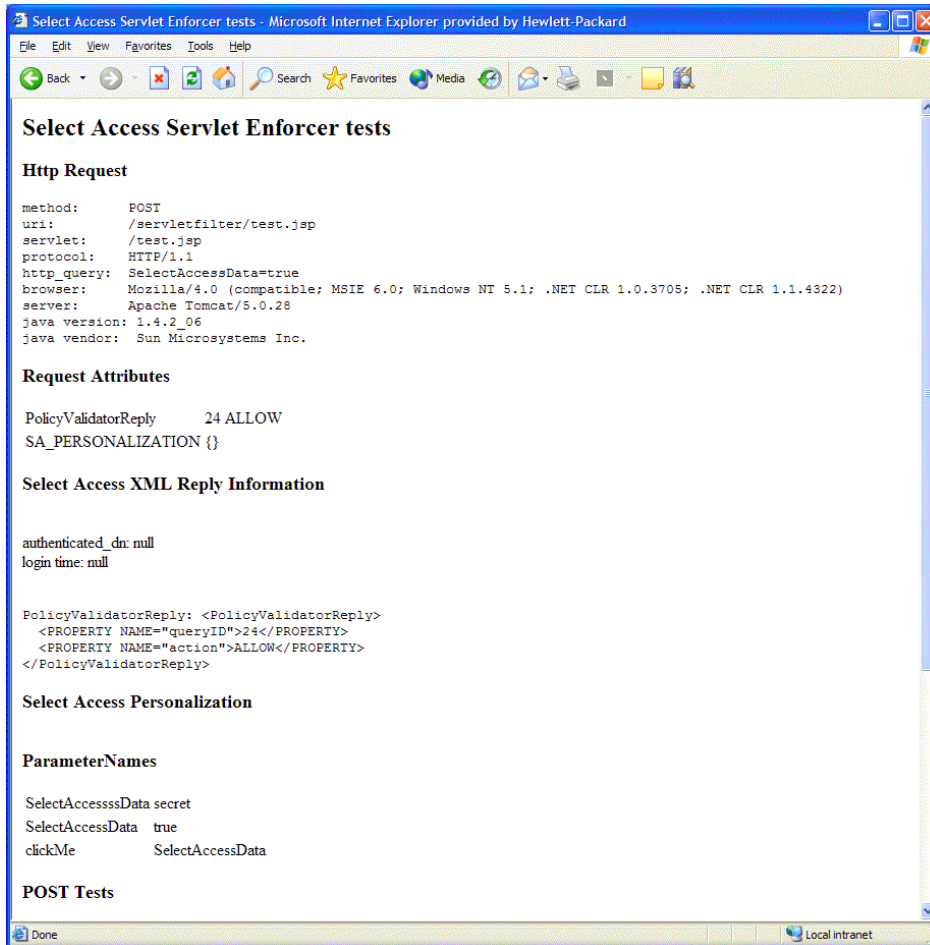 Select Access Servlet Enforcer tests - Microsoft Internet Explorer provided by Hewlett-Packard
File Edit View Favorites Tools Help
Back Search Favorites Media
Select Access Servlet Enforcer tests
Http Request
method: POST
uri: /servletfilter/test.jsp
servlet: /test.jsp
protocol: HTTP/1.1
http_query: SelectAccessData=true
browser: Mozilla/4.0 (compatible; MSIE 6.0; Windows NT 5.1; .NET CLR 1.0.3705; .NET CLR 1.1.4322)
server: Apache Tomcat/5.0.28
java version: 1.4.2_06
java vendor: Sun Microsystems Inc.
Request Attributes
PolicyValidatorReply 24 ALLOW
SA_PERSONALIZATION {}
Select Access XML Reply Information
authenticated_dn: null
login time: null
PolicyValidatorReply: <PolicyValidatorReply>
<PROPERTY NAME="queryID">24</PROPERTY>
<PROPERTY NAME="action">ALLOW</PROPERTY>
</PolicyValidatorReply>
Select Access Personalization
ParameterNames
SelectAccessssData secret
SelectAccessData true
clickMe SelectAccessData
POST Tests
Done Local intranet